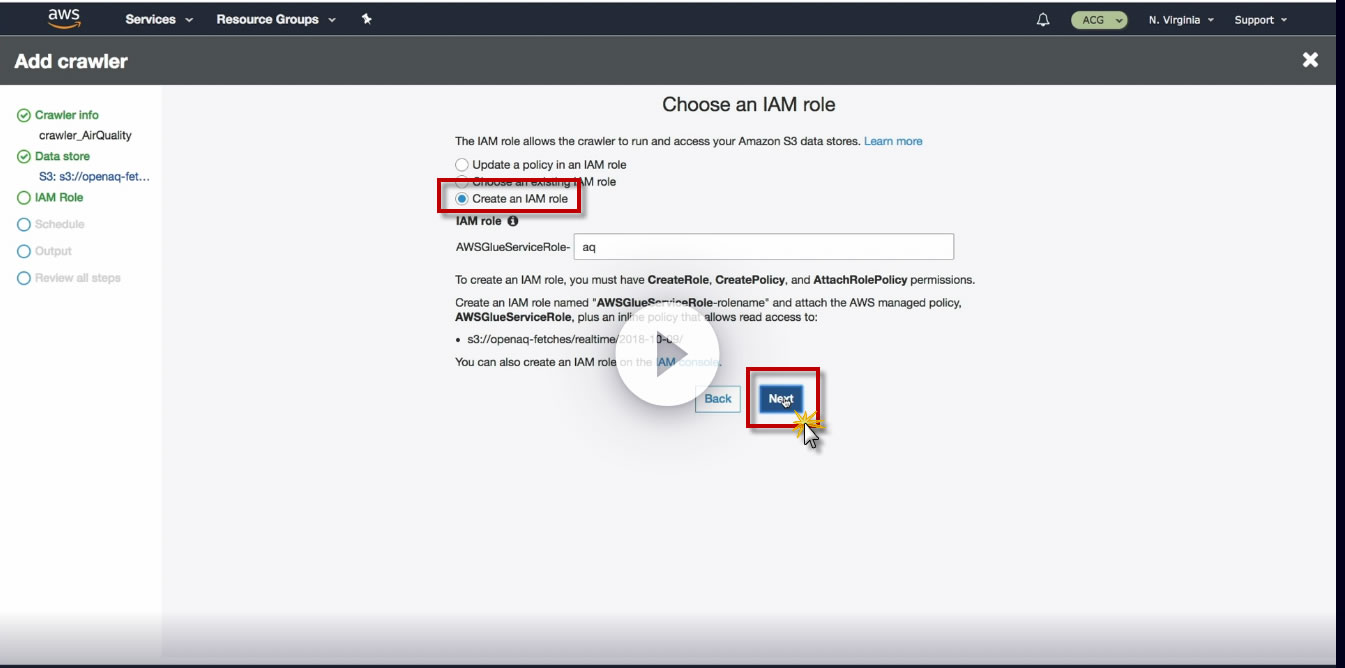 aws Services Resource Groups ACG N. Virginia Support
Add crawler
Crawler info
crawler_AirQuality
Data store
S3: s3://openaq-fet...
IAM Role
Schedule
Output
Review all steps
Choose an IAM role
The IAM role allows the crawler to run and access your Amazon S3 data stores. Learn more
Update a policy in an IAM role
Choose an existing IAM role
Create an IAM role
IAM role
AWSGlueServiceRole- aq
To create an IAM role, you must have CreateRole, CreatePolicy, and AttachRolePolicy permissions.
Create an IAM role named "AWSGlueServiceRole-rolename" and attach the AWS managed policy,
AWSGlueServiceRole, plus an inline policy that allows read access to:
• s3://openaq-fetches/realtime/2018-10-09/
You can also create an IAM role on the IAM console.
Back Next